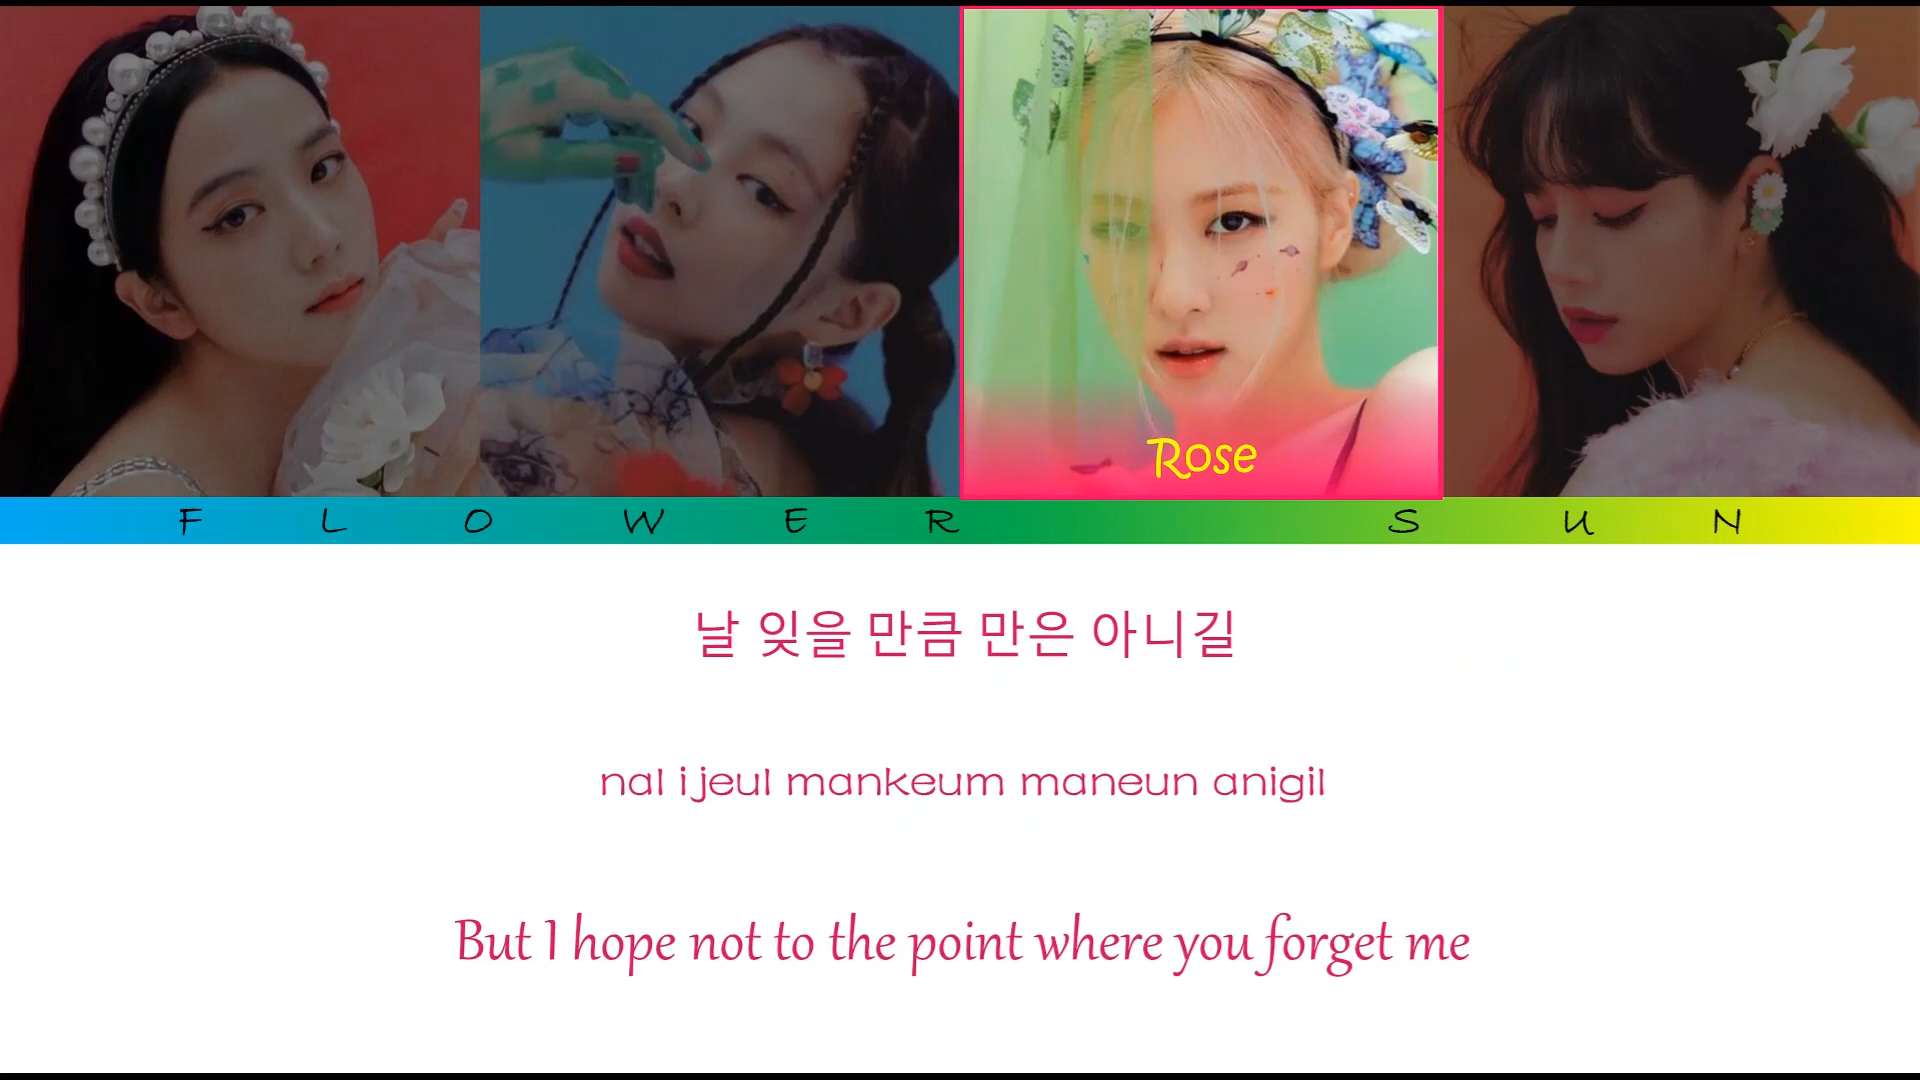 Rose
F L O W E R S U N
날 잊을 만큼 만은 아니길
nal ijeul mankeum maneun anigil
But I hope not to the point where you forget me